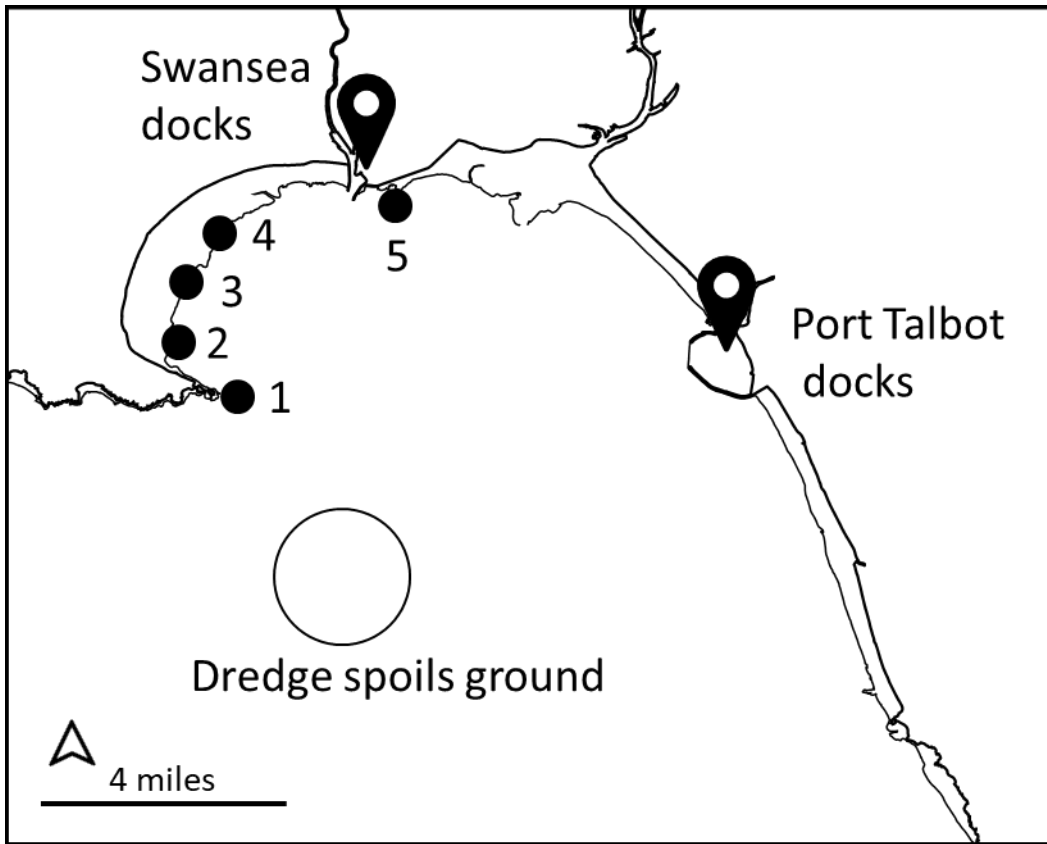 Swansea
docks
4
5
3
2
1
Port Talbot
docks
Dredge spoils ground
4 miles